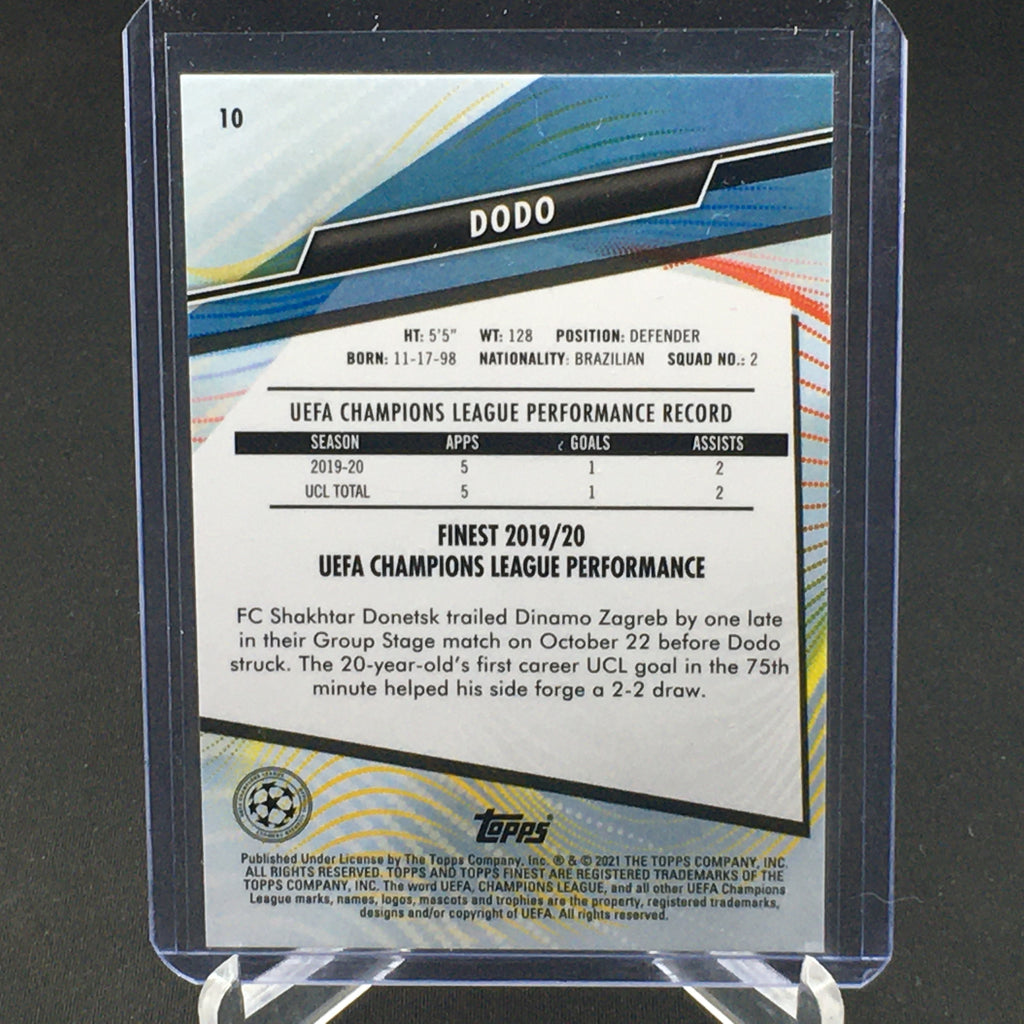 10
DODO
HT: 5'5" WT: 128 POSITION: DEFENDER
BORN: 11-17-98 NATIONALITY: BRAZILIAN SQUAD NO.: 2
UEFA CHAMPIONS LEAGUE PERFORMANCE RECORD
SEASON APPS GOALS ASSISTS
2019-20 5 1 2
UCL TOTAL 5 1 2
FINEST 2019/20
UEFA CHAMPIONS LEAGUE PERFORMANCE
FC Shakhtar Donetsk trailed Dinamo Zagreb by one late
in their Group Stage match on October 22 before Dodo
struck. The 20-year-old's first career UCL goal in the 75th
minute helped his side forge a 2-2 draw.
Topps
Published Under License by The Topps Company, Inc. ® & © 2021 THE TOPPS COMPANY, INC.
ALL RIGHTS RESERVED. TOPPS AND TOPPS FINEST ARE REGISTERED TRADEMARKS OF THE
TOPPS COMPANY, INC. The word UEFA, CHAMPIONS LEAGUE, and all other UEFA Champions
League marks, names, logos, mascots and trophies are the property, registered trademarks,
designs and/or copyright of UEFA. All rights reserved.